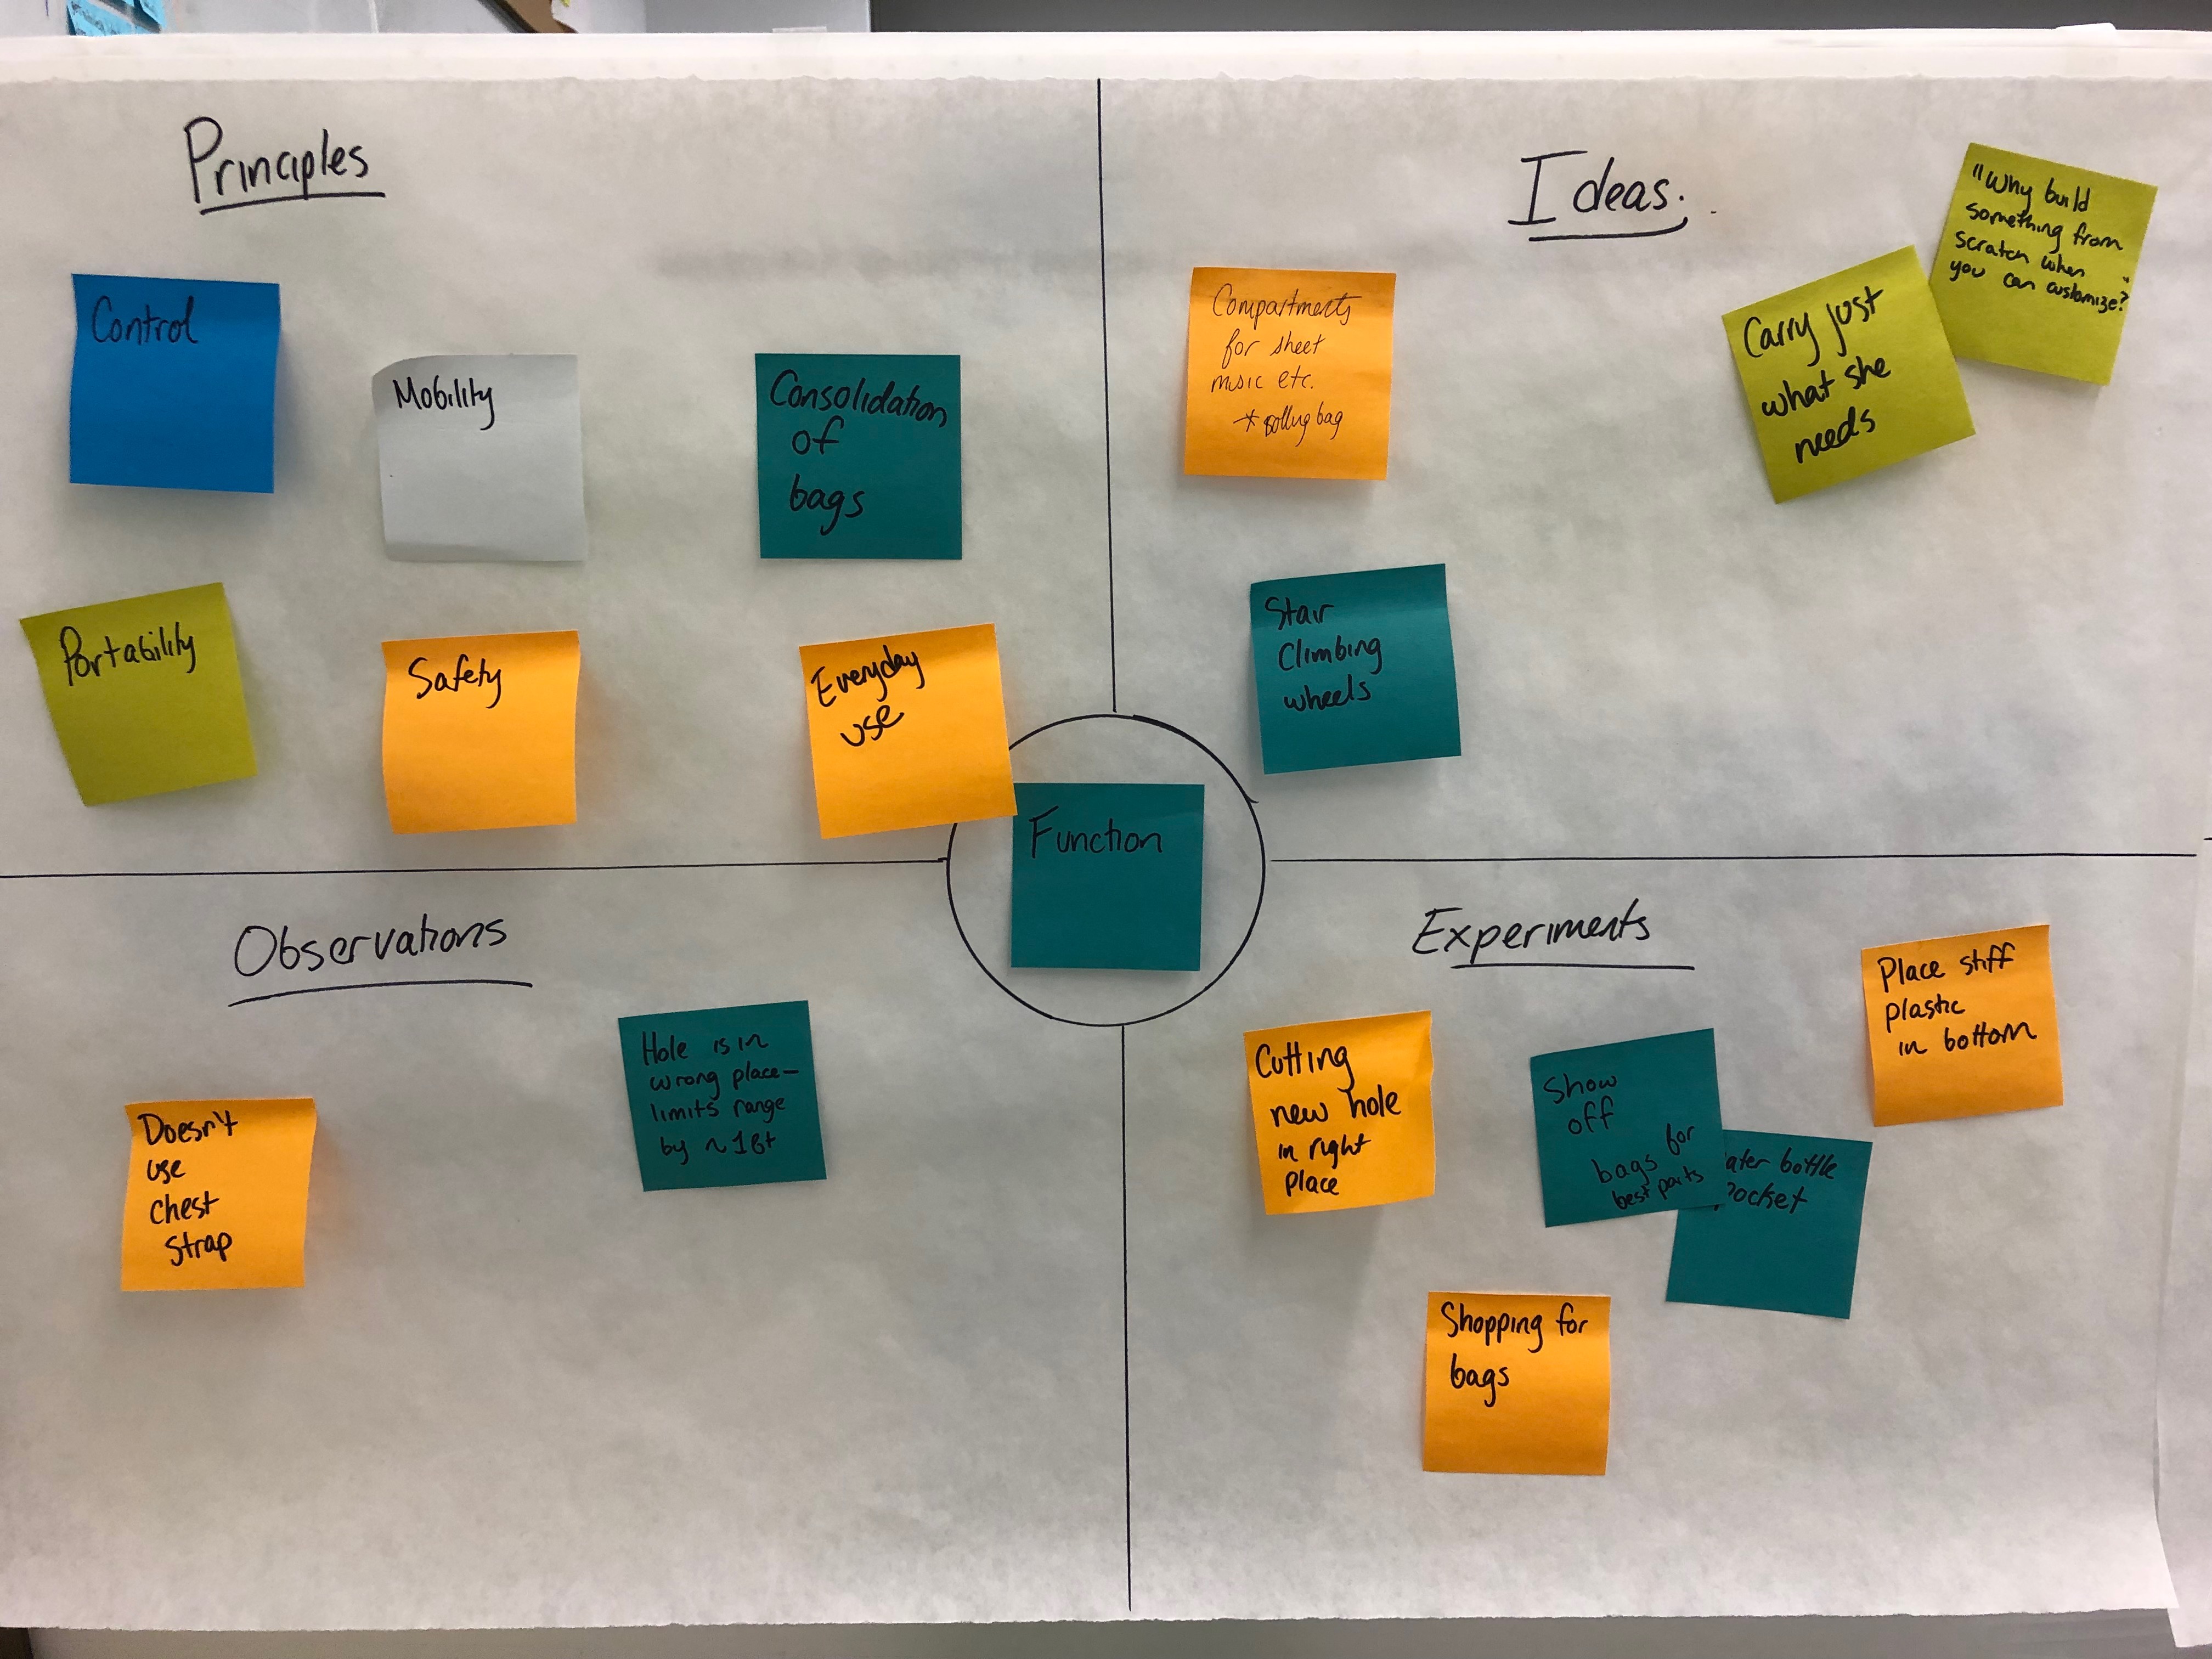 Principles
Control
Mobility
Consolidation
of
bags
Portability
Safety
Everyday
use
Ideas.
Compartments
for sheet
music etc.
* rolling bag
Carry just
what she
needs
"Why build
something from
scratch when
you can customize?"
Stair
Climbing
wheels
Function
Observations
Doesn't
use
chest
strap
Hole is in
wrong place-
limits range
by ~1ft
Experiments
Cutting
new hole
in right
place
Show
off
bags for
best parts
ater bottle
ocket
Place stiff
plastic
in bottom
Shopping for
bags